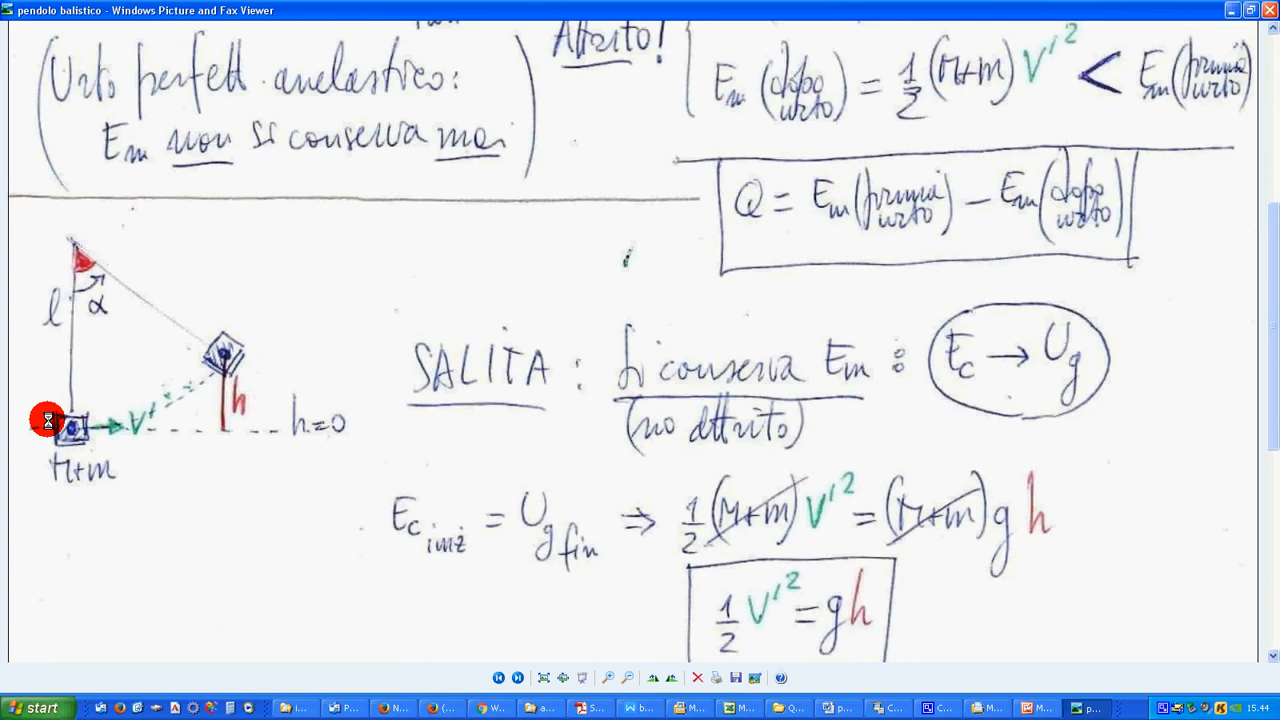 pendolo balistico - Windows Picture and Fax Viewer
(Urto perfett. anelastico:
Em non si conserva mai)
Attrito!
Em (dopo urto) = 1/2 (M+m) V'² < Em (prima urto)
Q = Em (prima urto) - Em (dopo urto)
l
α
V'
h
h=0
M+m
SALITA : Si conserva Em : Ec → Ug
(no attrito)
Ec iniz = Ug fin ⇒ 1/2 (M+m) V'² = (M+m) g h
1/2 V'² = g h
start
15.44